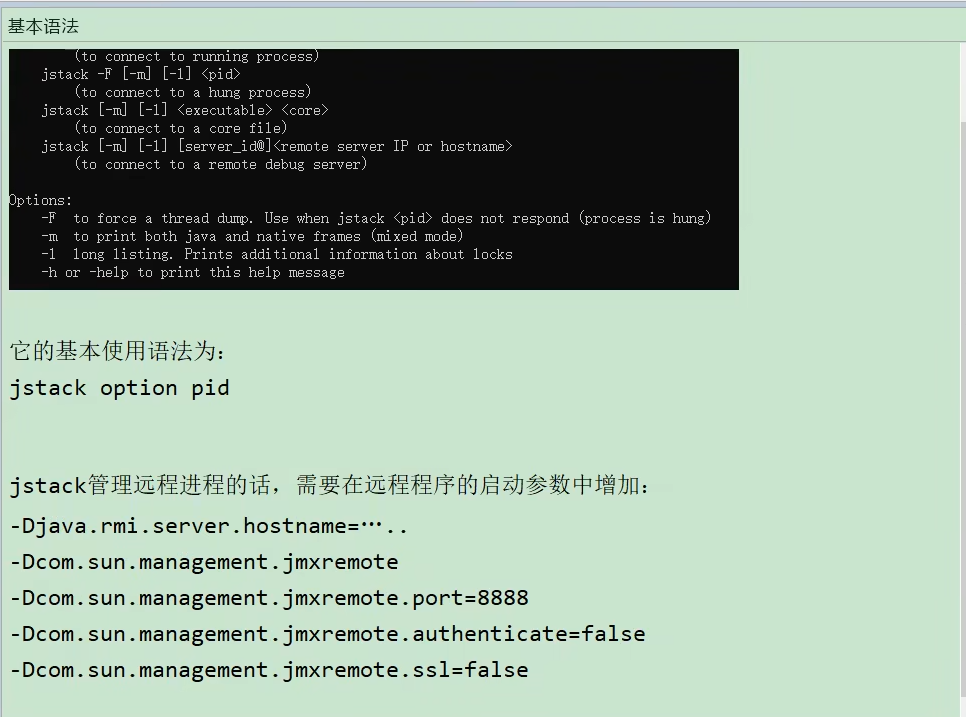 基本语法
(to connect to running process)
jstack -F [-m] [-l] <pid>
(to connect to a hung process)
jstack [-m] [-l] <executable> <core>
(to connect to a core file)
jstack [-m] [-l] [server_id@]<remote server IP or hostname>
(to connect to a remote debug server)
Options:
-F  to force a thread dump. Use when jstack <pid> does not respond (process is hung)
-m  to print both java and native frames (mixed mode)
-l  long listing. Prints additional information about locks
-h or -help to print this help message
它的基本使用语法为：
jstack option pid
jstack管理远程进程的话，需要在远程程序的启动参数中增加：
-Djava.rmi.server.hostname=…..
-Dcom.sun.management.jmxremote
-Dcom.sun.management.jmxremote.port=8888
-Dcom.sun.management.jmxremote.authenticate=false
-Dcom.sun.management.jmxremote.ssl=false